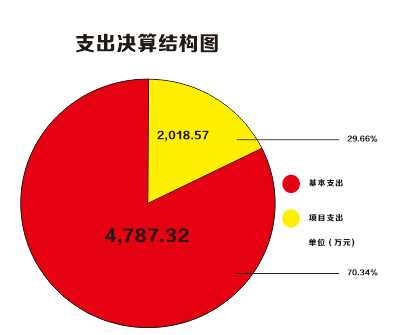 支出决算结构图
2,018.57
29.66%
基本支出
项目支出
4,787.32
单位（万元）
70.34%